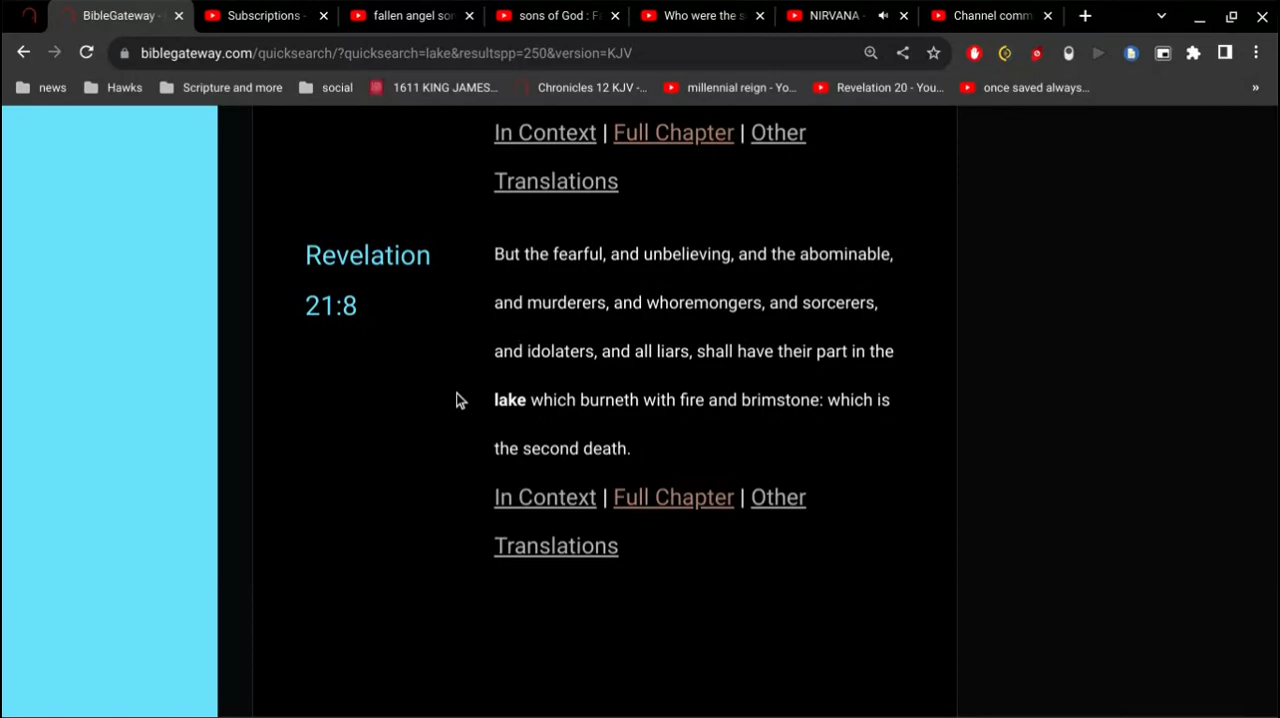 BibleGateway -
Subscriptions -
fallen angel son
sons of God : Fa
Who were the s
NIRVANA -
Channel comm
biblegateway.com/quicksearch/?quicksearch=lake&resultspp=250&version=KJV
news
Hawks
Scripture and more
social
1611 KING JAMES...
Chronicles 12 KJV -...
millennial reign - Yo...
Revelation 20 - You...
once saved always...
»
In Context | Full Chapter | Other
Translations
Revelation
21:8
But the fearful, and unbelieving, and the abominable,
and murderers, and whoremongers, and sorcerers,
and idolaters, and all liars, shall have their part in the
lake which burneth with fire and brimstone: which is
the second death.
In Context | Full Chapter | Other
Translations